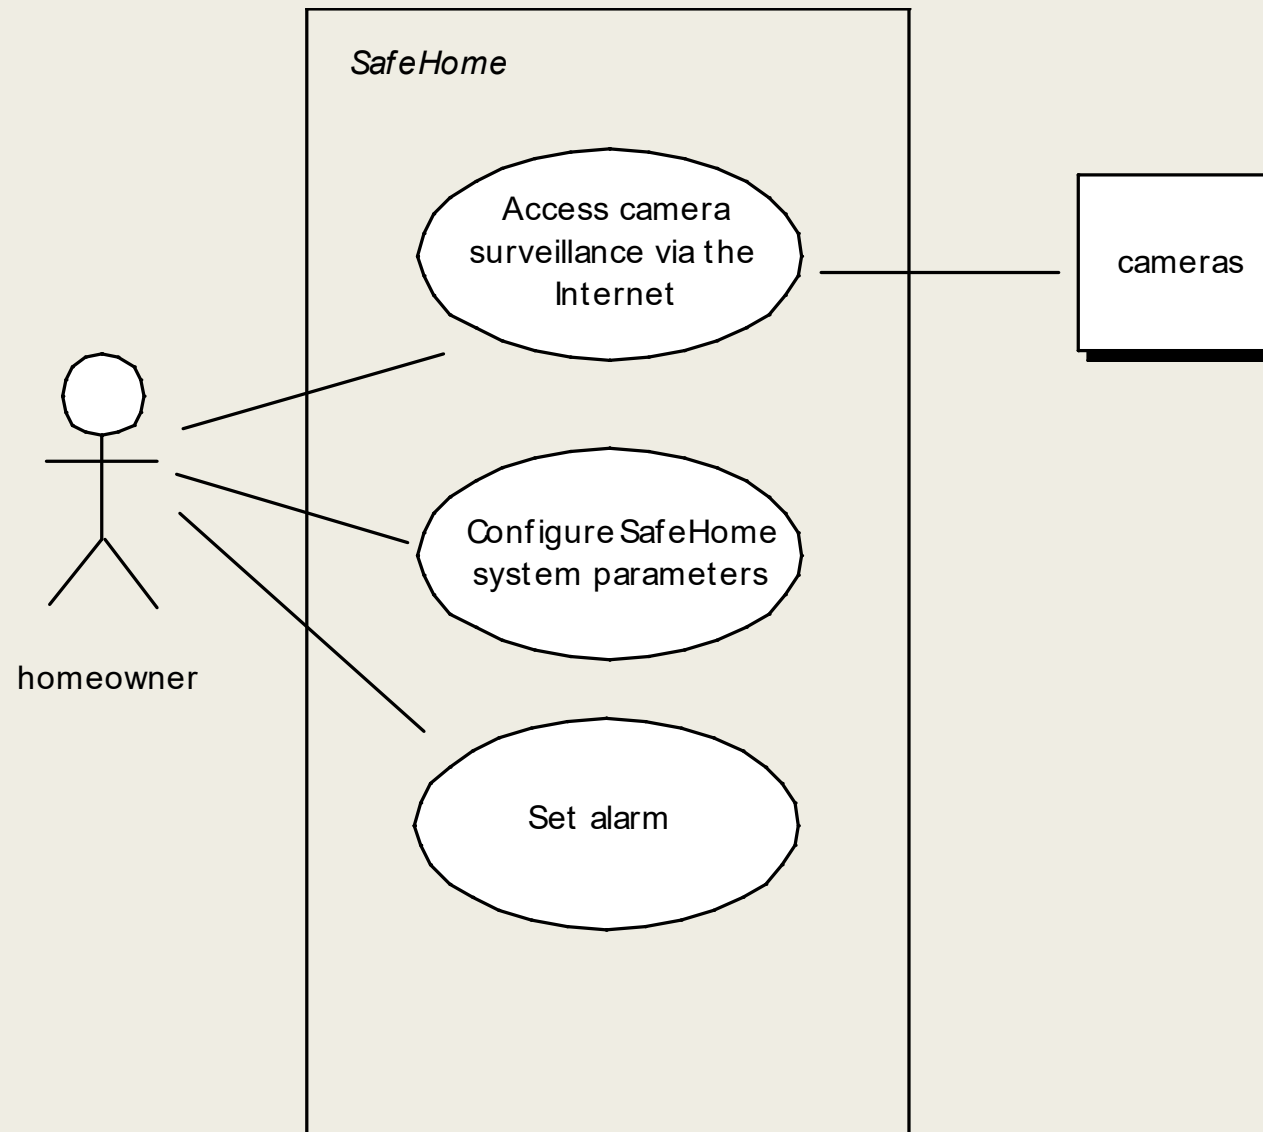 SafeHome
Access camera
surveillance via the
Internet
cameras
Configure SafeHome
system parameters
homeowner
Set alarm